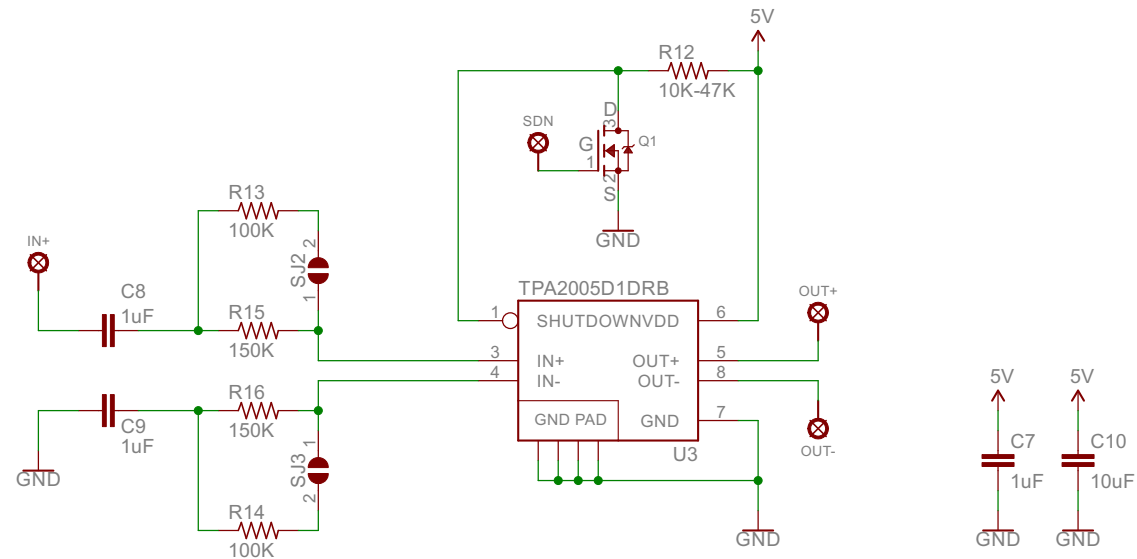 5V
R12
10K-47K
D
3
SDN
G
1
Q1
2
S
GND
R13
100K
IN+
2
SJ2
1
C8
1uF
R15
150K
TPA2005D1DRB
1
SHUTDOWNVDD
6
OUT+
3
IN+
OUT+
5
4
IN-
OUT-
8
GND PAD
GND
7
U3
OUT-
R16
150K
C9
1uF
1
SJ3
2
GND
R14
100K
GND
5V
5V
C7
1uF
C10
10uF
GND
GND